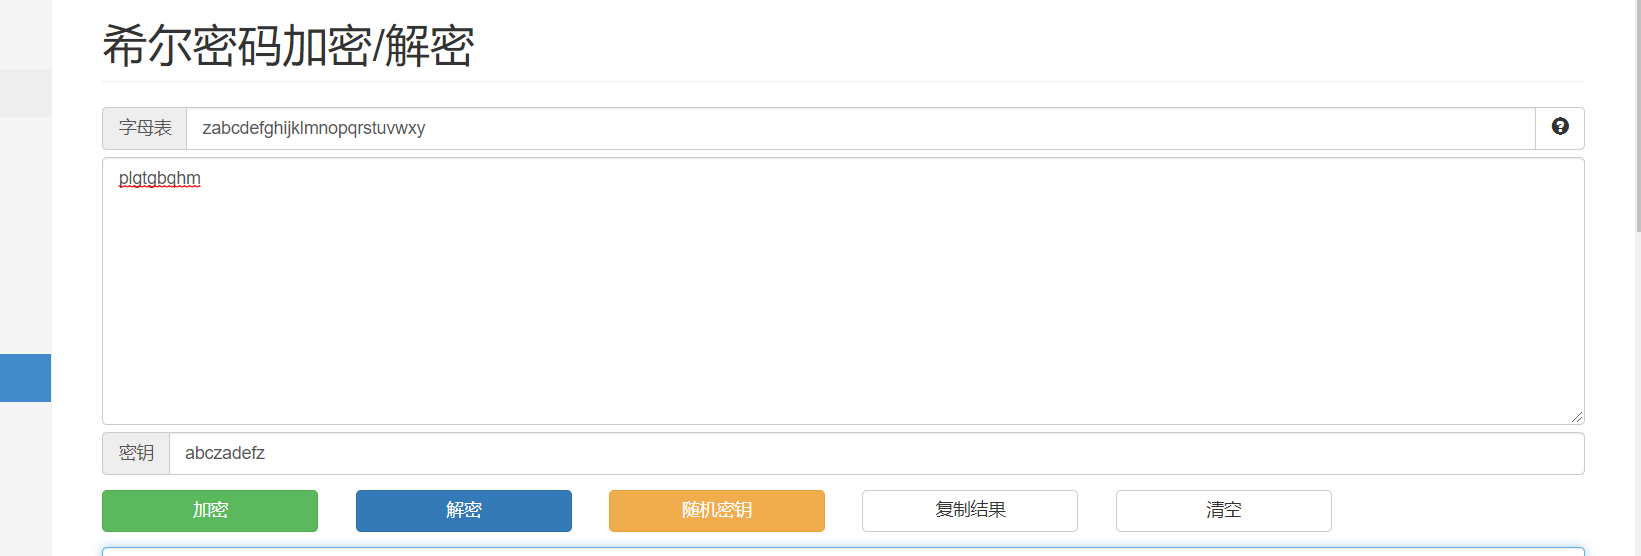 希尔密码加密/解密
字母表 zabcdefghijklmnopqrstuvwxy
plgtgbqhm
密钥 abczadefz
加密 解密 随机密钥 复制结果 清空